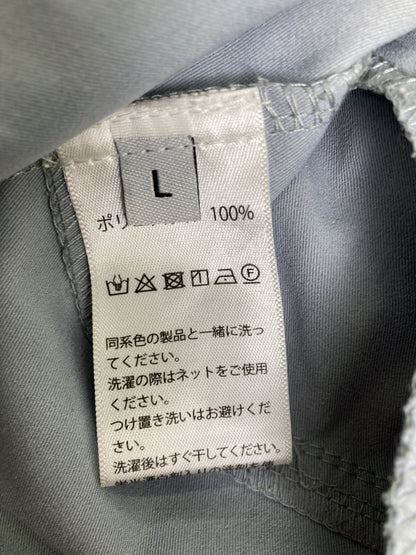 L
ポリ 100%
同系色の製品と一緒に洗っ
てください。
洗濯の際はネットをご使用
ください。
つけ置き洗いはお避けくだ
さい。
洗濯後はすぐ干してください。